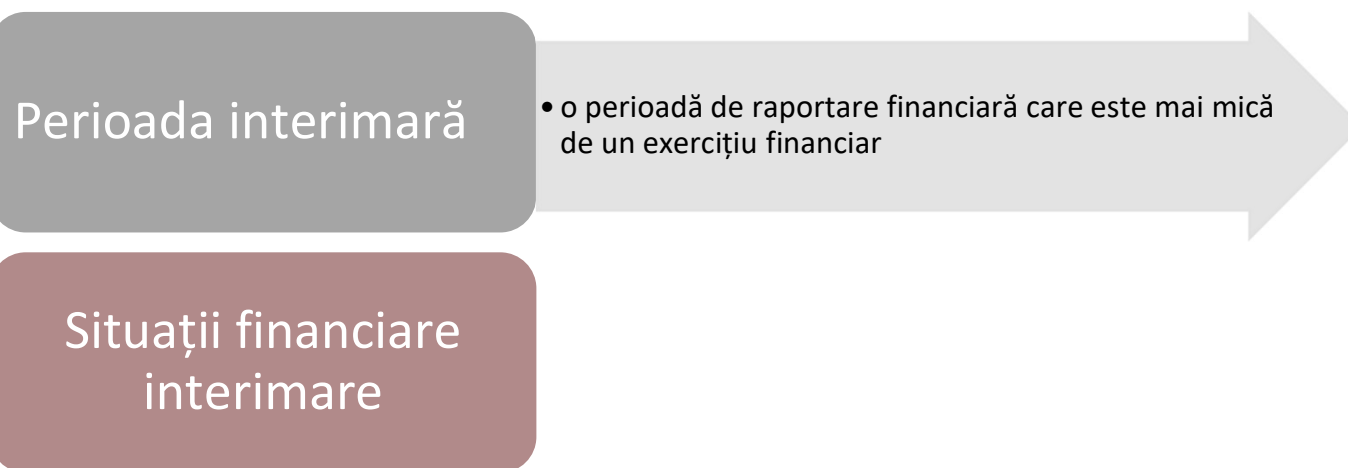 Perioada interimară
• o perioadă de raportare financiară care este mai mică
de un exercițiu financiar
Situații financiare
interimare